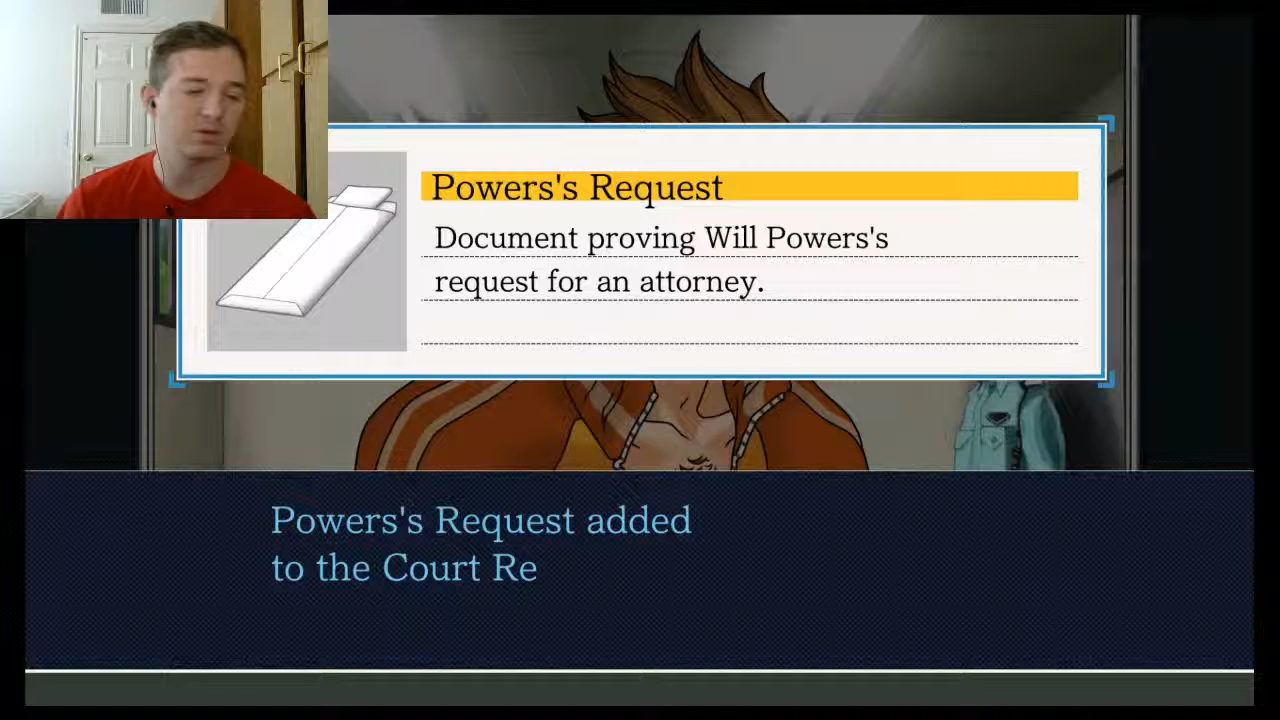 Powers's Request
Document proving Will Powers's
request for an attorney.
Powers's Request added
to the Court Re